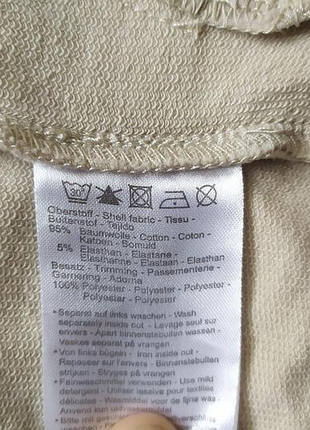 30°
Oberstoff - Shell fabric - Tissu -
Buitenstof - Tejido
95% Baumwolle - Cotton - Coton -
Katoen - Bomuld
5% Elasthan - Elastane -
Elasthanne - Elastaan - Elasthan
Besatz - Trimming - Passementerie -
Garnering - Adorna
100% Polyester - Polyester -
Polyester - Polyester - Polyester
• Separat auf links waschen - Wash
separately inside out - Lavage seul sur
envers - Apart binnenstebuiten wassen -
Vaskes separat på vrangen
• Von links bügeln - Iron inside out -
Repasser sur l'envers - Binnenstebuiten
strijken - Stryges på vrangen
• Feinwaschmittel verwenden - Use mild
detergent - Utiliser lessive pour textiles
délicats - Wasmiddel voor de fijne was
• Bitte mit